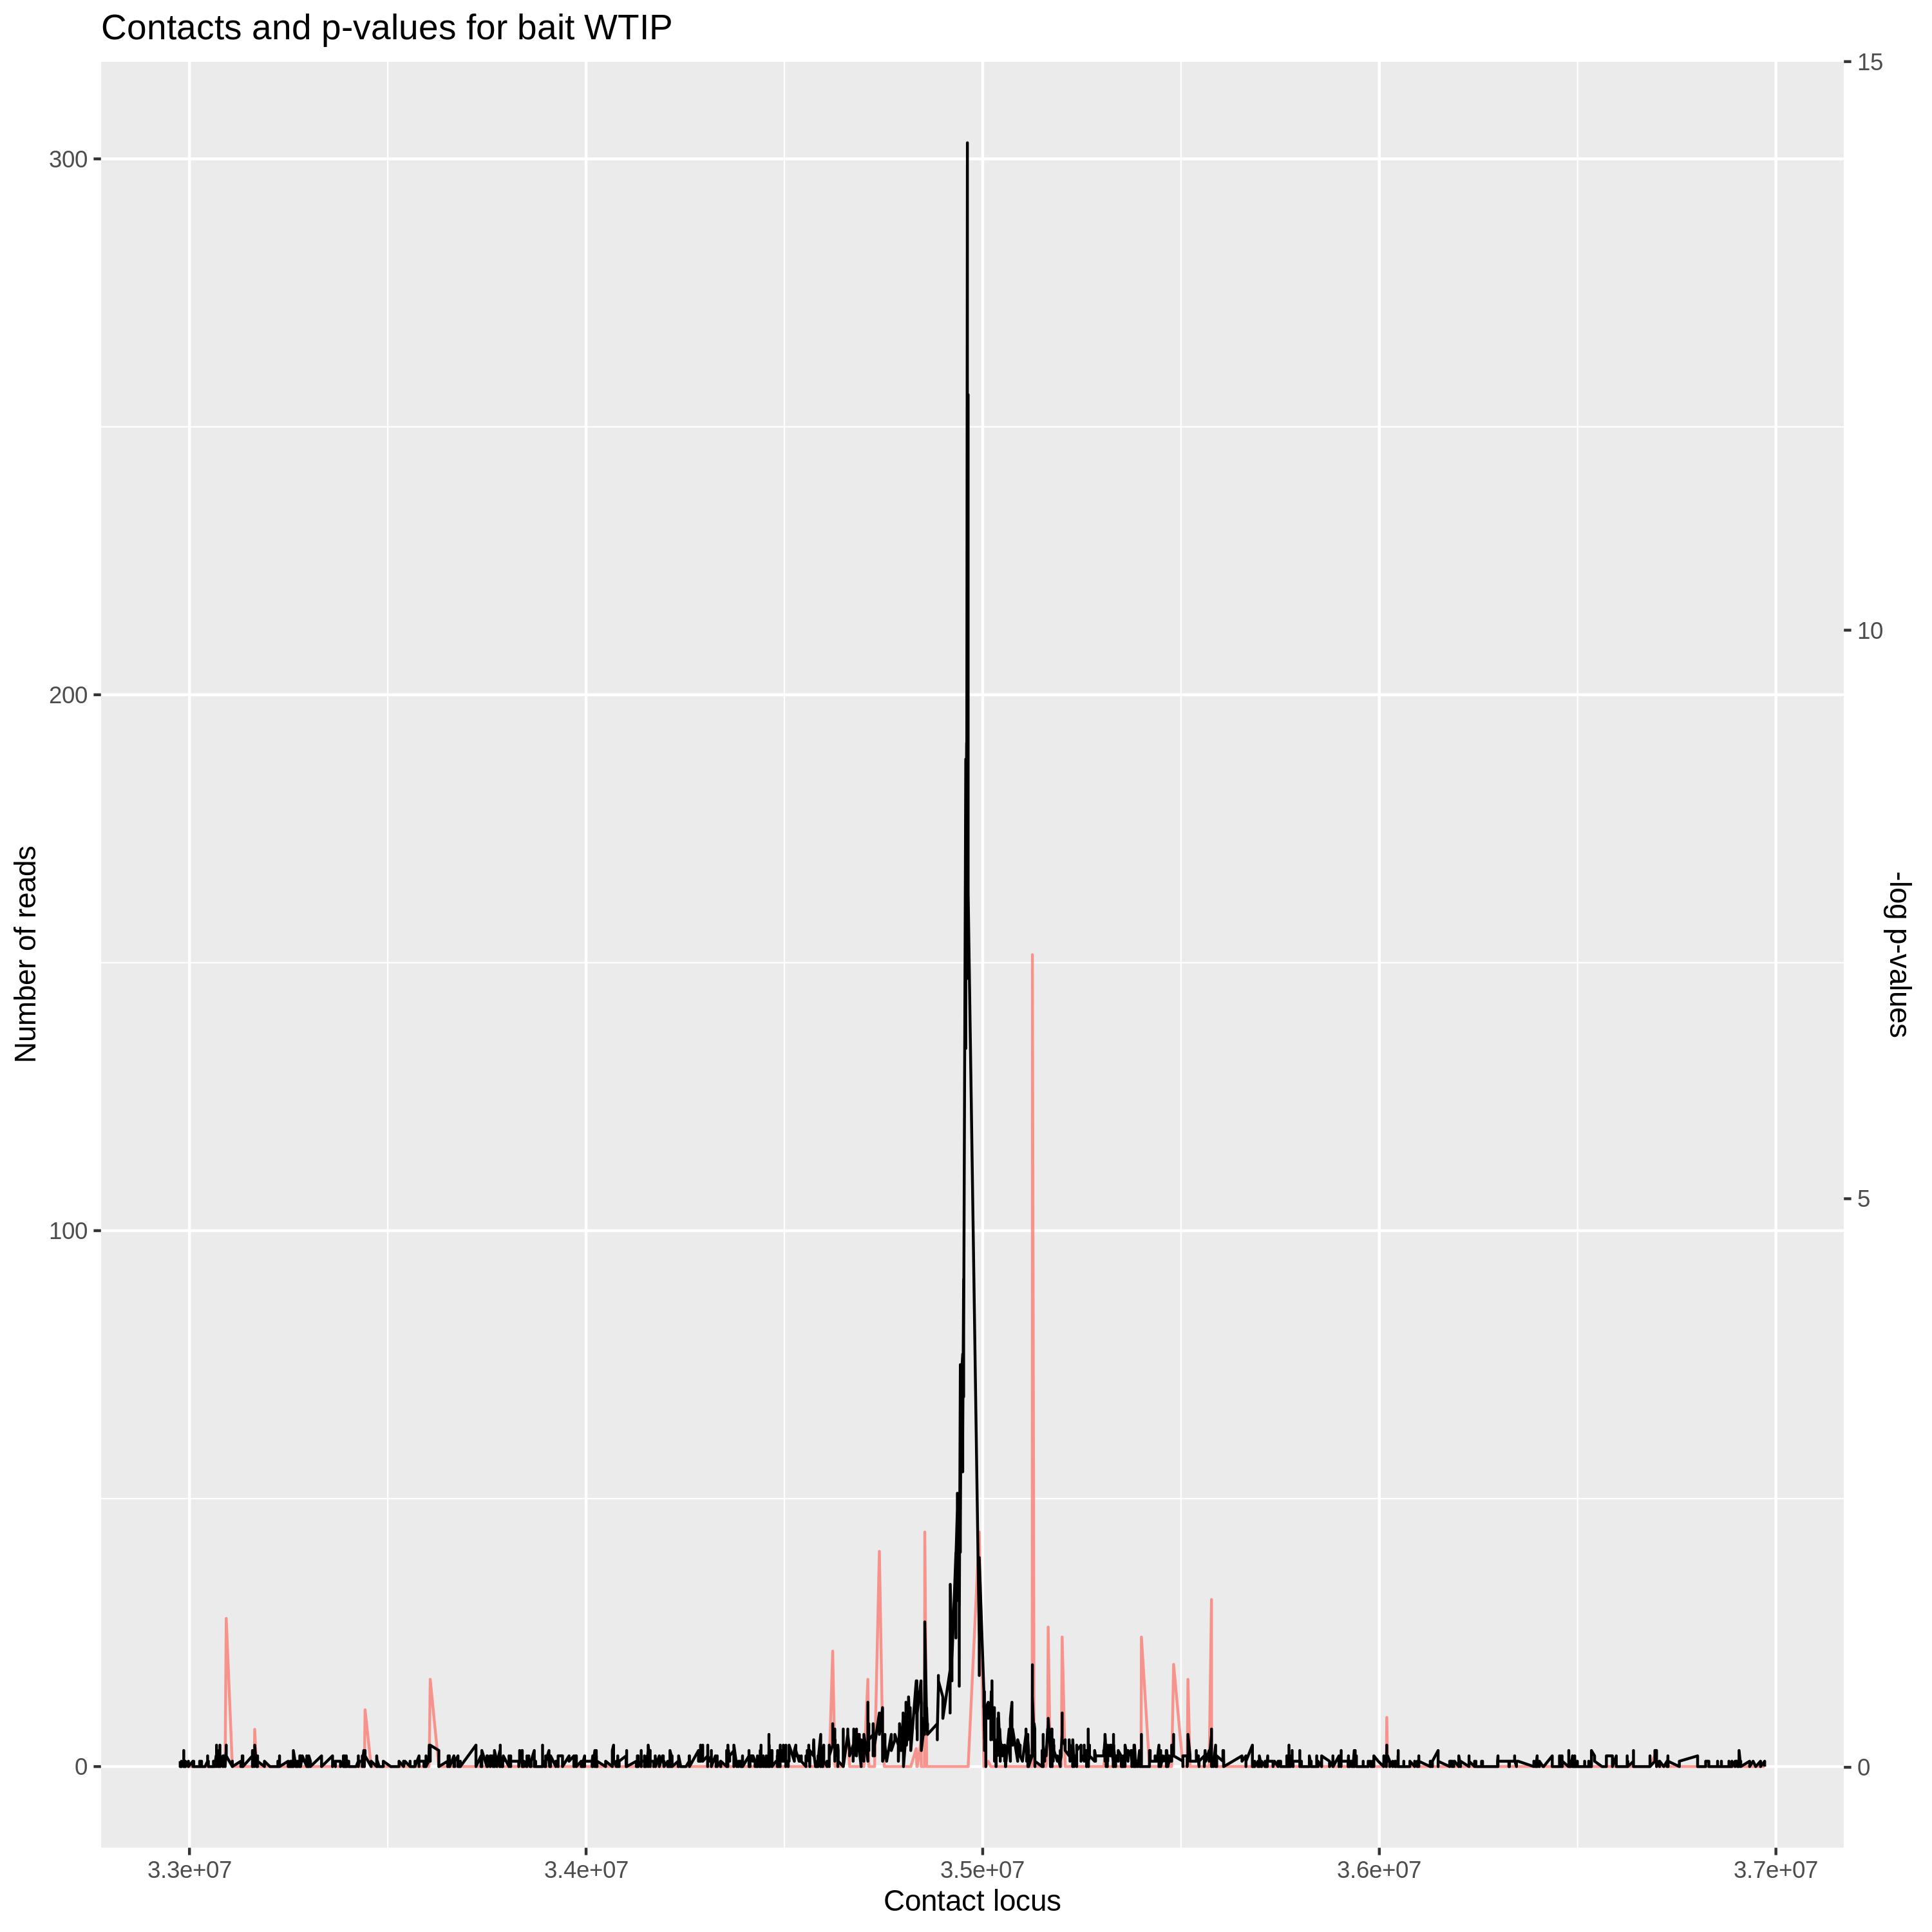 Contacts and p-values for bait WTIP
Number of reads
300
200
100
0
15
10
5
0
-log p-values
3.3e+07
3.4e+07
3.5e+07
3.6e+07
3.7e+07
Contact locus